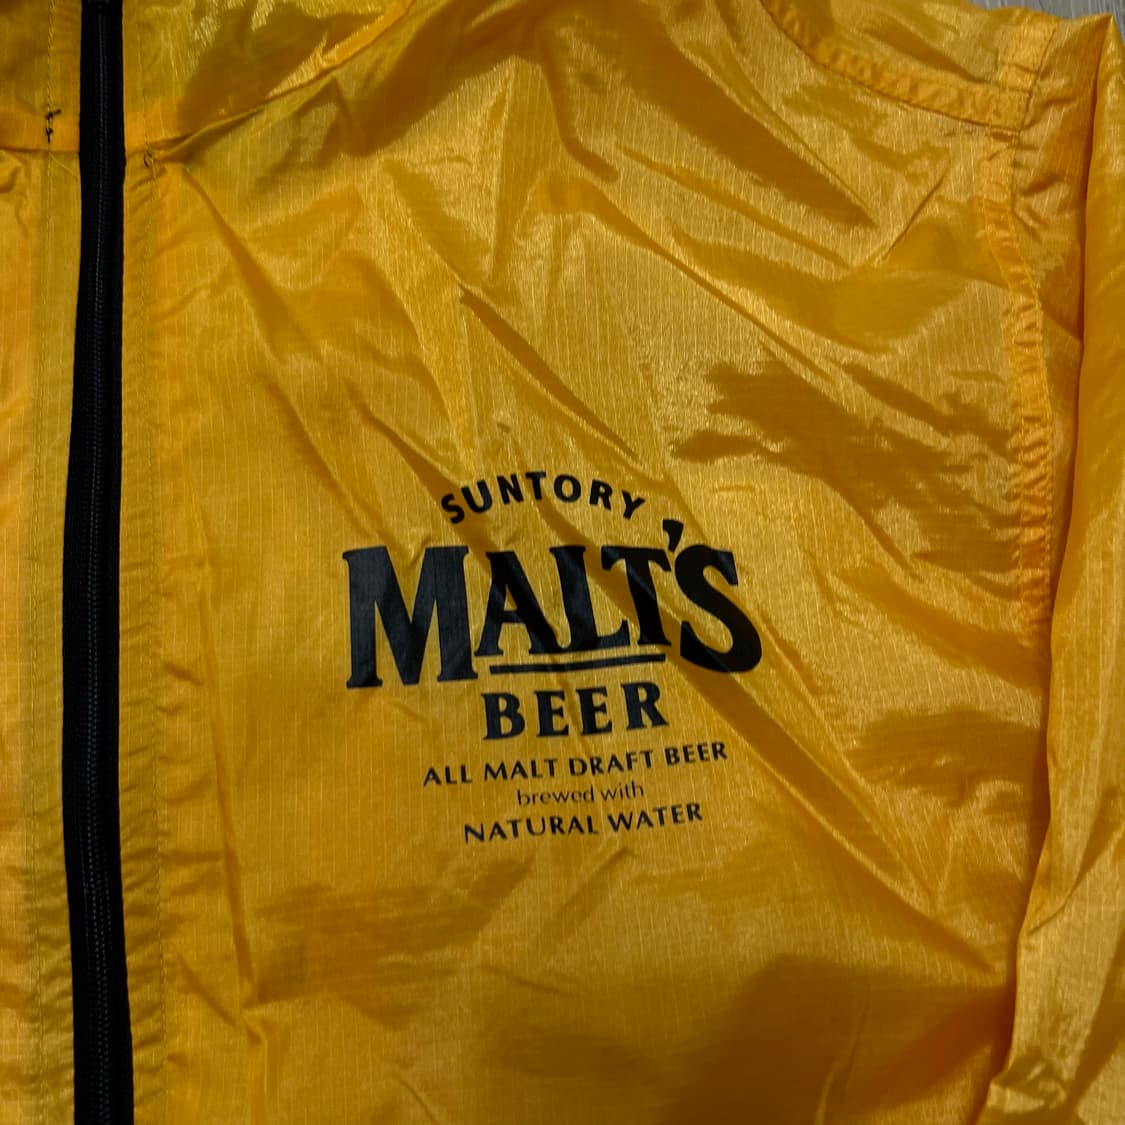 SUNTORY
MALT'S
BEER
ALL MALT DRAFT BEER
brewed with
NATURAL WATER